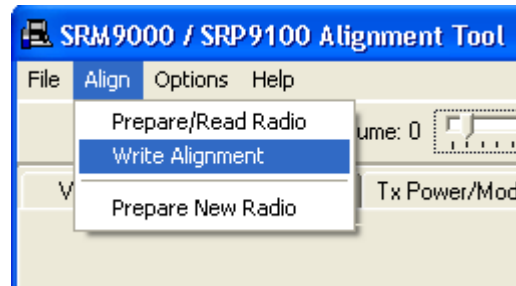 SRM9000 / SRP9100 Alignment Tool
File Align Options Help
Prepare/Read Radio
ume: 0
Write Alignment
V
Tx Power/Mod
Prepare New Radio